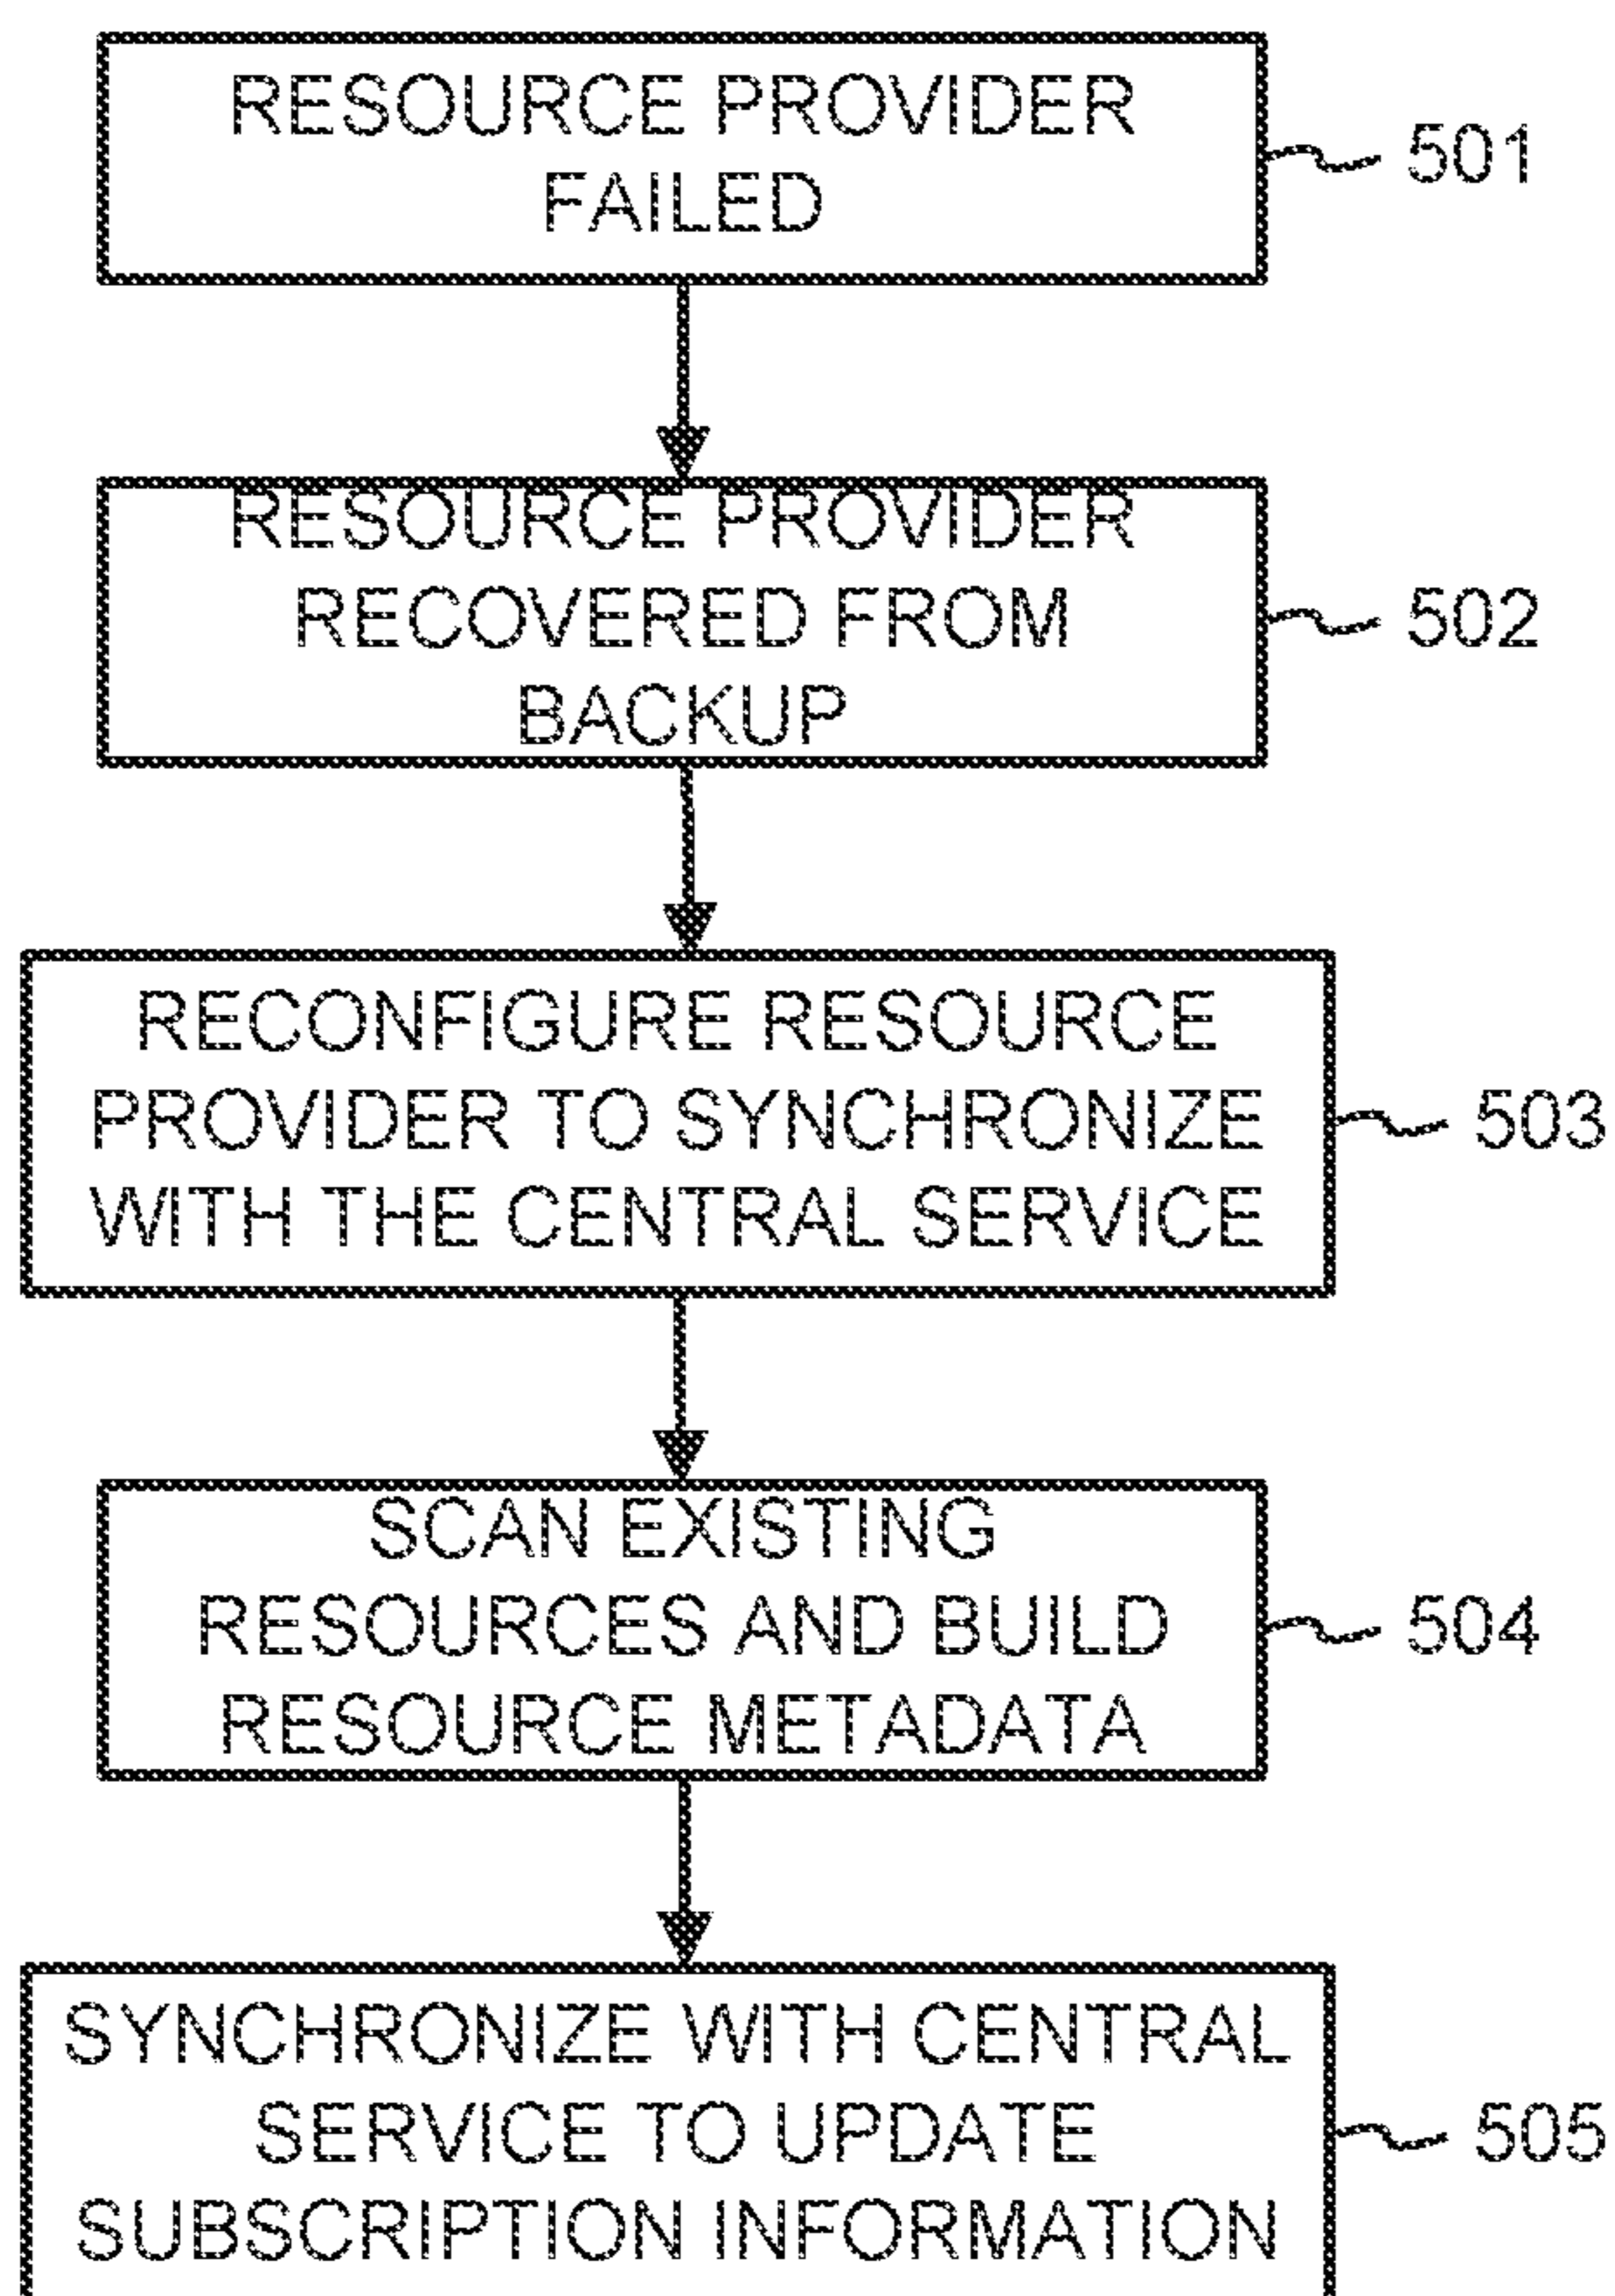 RESOURCE PROVIDER
FAILED
501
RESOURCE PROVIDER
RECOVERED FROM
BACKUP
502
RECONFIGURE RESOURCE
PROVIDER TO SYNCHRONIZE
WITH THE CENTRAL SERVICE
503
SCAN EXISTING
RESOURCES AND BUILD
RESOURCE METADATA
504
SYNCHRONIZE WITH CENTRAL
SERVICE TO UPDATE
SUBSCRIPTION INFORMATION
505